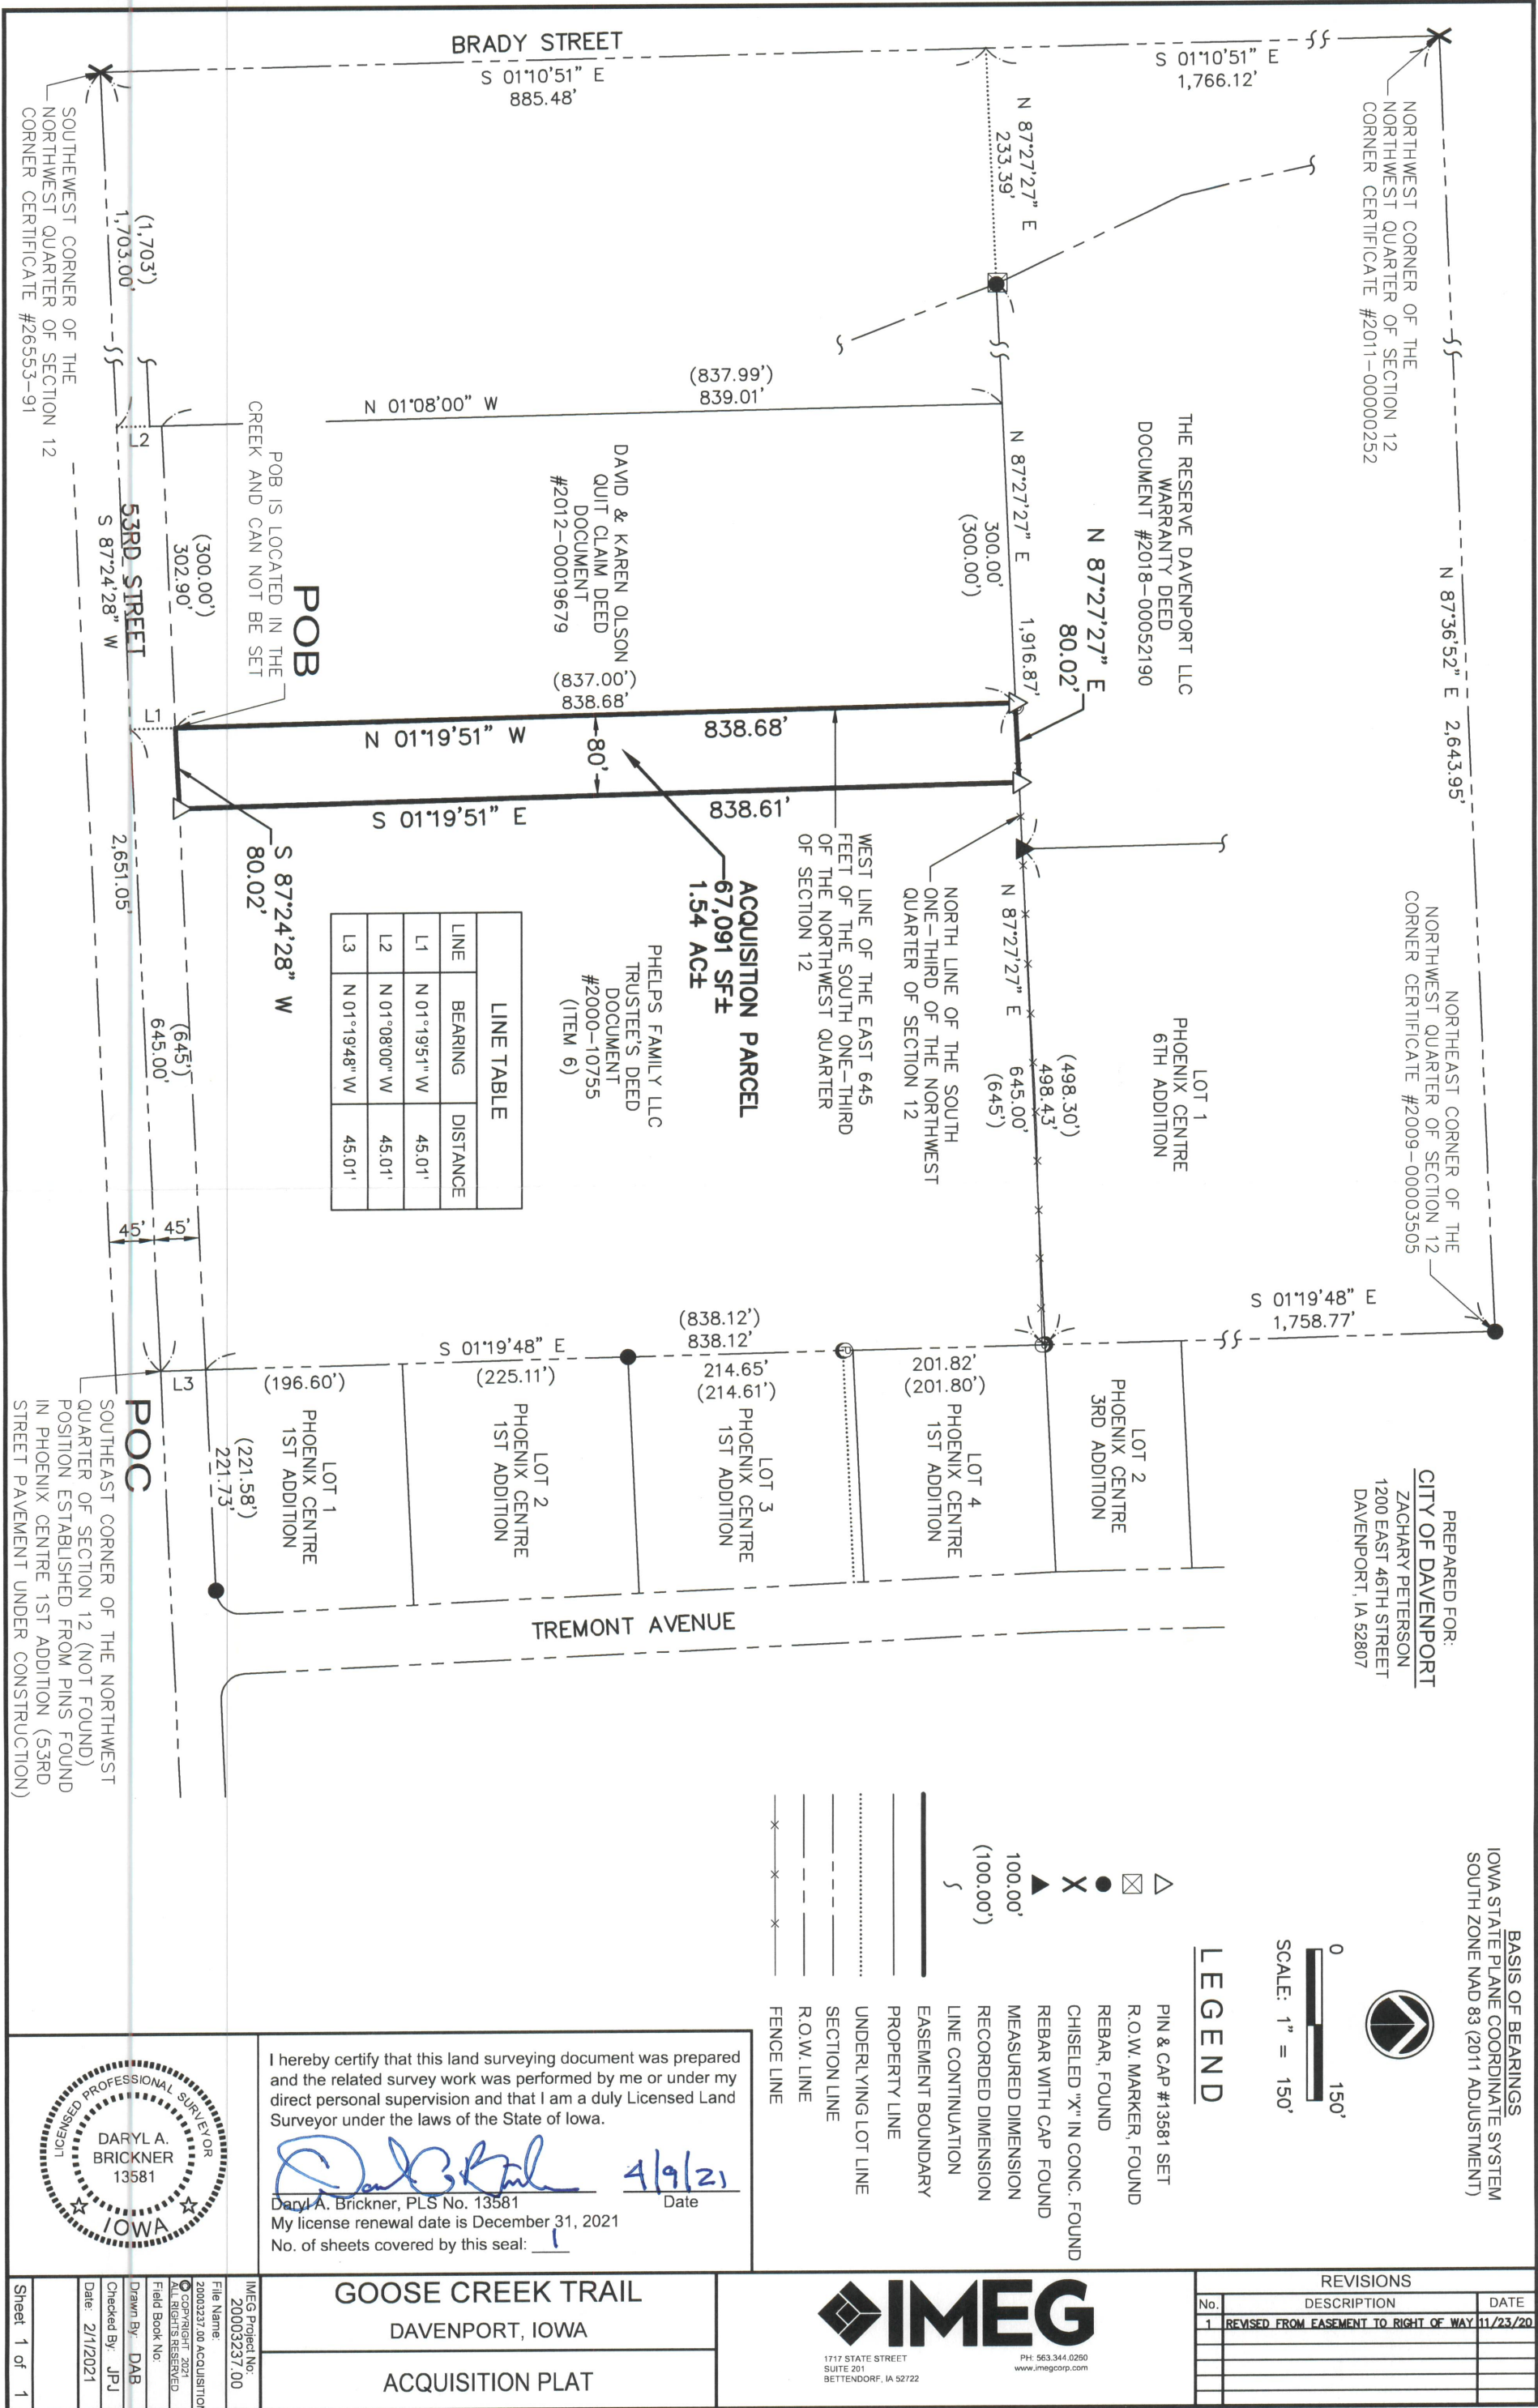 BRADY STREET
S 01°10'51" E
885.48'
S 01°10'51" E
1,766.12'
NORTHWEST CORNER OF THE
NORTHWEST QUARTER OF SECTION 12
CORNER CERTIFICATE #2011-00000252
N 87°36'52" E 2,643.95'
NORTHEAST CORNER OF THE
NORTHWEST QUARTER OF SECTION 12
CORNER CERTIFICATE #2009-00003505
S 01°19'48" E
1,758.77'
N 87°27'27" E
233.39'
SOUTHEWEST CORNER OF THE
NORTHWEST QUARTER OF SECTION 12
CORNER CERTIFICATE #26553-91
(1,703')
1,703.00'
N 01°08'00" W
(837.99')
839.01'
THE RESERVE DAVENPORT LLC
WARRANTY DEED
DOCUMENT #2018-00052190
N 87°27'27" E
1,916.87'
300.00'
(300.00')
N 87°27'27" E
80.02'
DAVID & KAREN OLSON
QUIT CLAIM DEED
DOCUMENT
#2012-00019679
POB
POB IS LOCATED IN THE
CREEK AND CAN NOT BE SET
L2
(300.00')
302.90'
53RD STREET
S 87°24'28" W
L1
(837.00')
838.68'
N 01°19'51" W
838.68'
80'
S 01°19'51" E
838.61'
S 87°24'28" W
80.02'
2,651.05'
WEST LINE OF THE EAST 645
FEET OF THE SOUTH ONE-THIRD
OF THE NORTHWEST QUARTER
OF SECTION 12
NORTH LINE OF THE SOUTH
ONE-THIRD OF THE NORTHWEST
QUARTER OF SECTION 12
ACQUISITION PARCEL
67,091 SF±
1.54 AC±
PHELPS FAMILY LLC
TRUSTEE'S DEED
DOCUMENT
#2000-10755
(ITEM 6)
LINE TABLE
LINE BEARING DISTANCE
L1 N 01°19'51" W 45.01'
L2 N 01°08'00" W 45.01'
L3 N 01°19'48" W 45.01'
N 87°27'27" E
(498.30')
498.43'
645.00'
(645')
LOT 1
PHOENIX CENTRE
6TH ADDITION
(645')
645.00'
45'
45'
L3
S 01°19'48" E
(838.12')
838.12'
(196.60')
(225.11')
214.65'
(214.61')
201.82'
(201.80')
LOT 2
PHOENIX CENTRE
3RD ADDITION
LOT 4
PHOENIX CENTRE
1ST ADDITION
LOT 3
PHOENIX CENTRE
1ST ADDITION
LOT 2
PHOENIX CENTRE
1ST ADDITION
LOT 1
PHOENIX CENTRE
1ST ADDITION
(221.58')
221.73'
POC
SOUTHEAST CORNER OF THE NORTHWEST
QUARTER OF SECTION 12 (NOT FOUND)
POSITION ESTABLISHED FROM PINS FOUND
IN PHOENIX CENTRE 1ST ADDITION (53RD
STREET PAVEMENT UNDER CONSTRUCTION)
TREMONT AVENUE
PREPARED FOR:
CITY OF DAVENPORT
ZACHARY PETERSON
1200 EAST 46TH STREET
DAVENPORT, IA 52807
BASIS OF BEARINGS
IOWA STATE PLANE COORDINATE SYSTEM
SOUTH ZONE NAD 83 (2011 ADJUSTMENT)
0 150'
SCALE: 1" = 150'
LEGEND
PIN & CAP #13581 SET
R.O.W. MARKER, FOUND
REBAR, FOUND
CHISELED "X" IN CONC. FOUND
REBAR WITH CAP FOUND
100.00' MEASURED DIMENSION
(100.00') RECORDED DIMENSION
LINE CONTINUATION
EASEMENT BOUNDARY
PROPERTY LINE
UNDERLYING LOT LINE
SECTION LINE
R.O.W. LINE
FENCE LINE
I hereby certify that this land surveying document was prepared
and the related survey work was performed by me or under my
direct personal supervision and that I am a duly Licensed Land
Surveyor under the laws of the State of Iowa.
4/9/21
Daryl A. Brickner, PLS No. 13581 Date
My license renewal date is December 31, 2021
No. of sheets covered by this seal: 1
LICENSED PROFESSIONAL SURVEYOR
DARYL A.
BRICKNER
13581
IOWA
IMEG Project No:
20003237.00
File Name:
20003237.00 ACQUISITION
© COPYRIGHT 2021
ALL RIGHTS RESERVED
Field Book No:
Drawn By: DAB
Checked By: JPJ
Date: 2/1/2021
Sheet 1 of 1
GOOSE CREEK TRAIL
DAVENPORT, IOWA
ACQUISITION PLAT
IMEG
1717 STATE STREET
SUITE 201
BETTENDORF, IA 52722
PH: 563.344.0260
www.imegcorp.com
REVISIONS
No. DESCRIPTION DATE
1 REVISED FROM EASEMENT TO RIGHT OF WAY 11/23/20